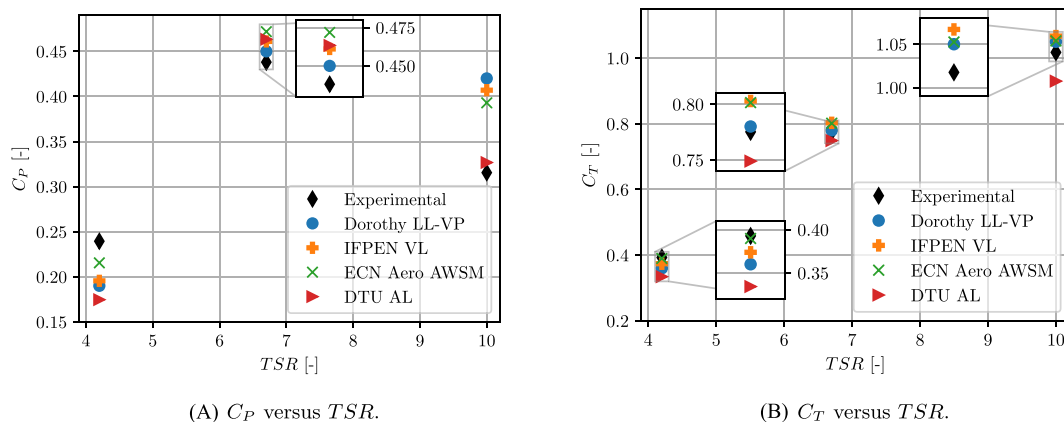 0.45
0.40
0.35
0.30
0.25
0.20
0.15
C_P [-]
4
5
6
7
8
9
10
TSR [-]
0.475
0.450
Experimental
Dorothy LL-VP
IFPEN VL
ECN Aero AWSM
DTU AL
(A) C_P versus TSR.
1.0
0.8
0.6
0.4
0.2
C_T [-]
4
5
6
7
8
9
10
TSR [-]
1.05
1.00
0.80
0.75
0.40
0.35
Experimental
Dorothy LL-VP
IFPEN VL
ECN Aero AWSM
DTU AL
(B) C_T versus TSR.